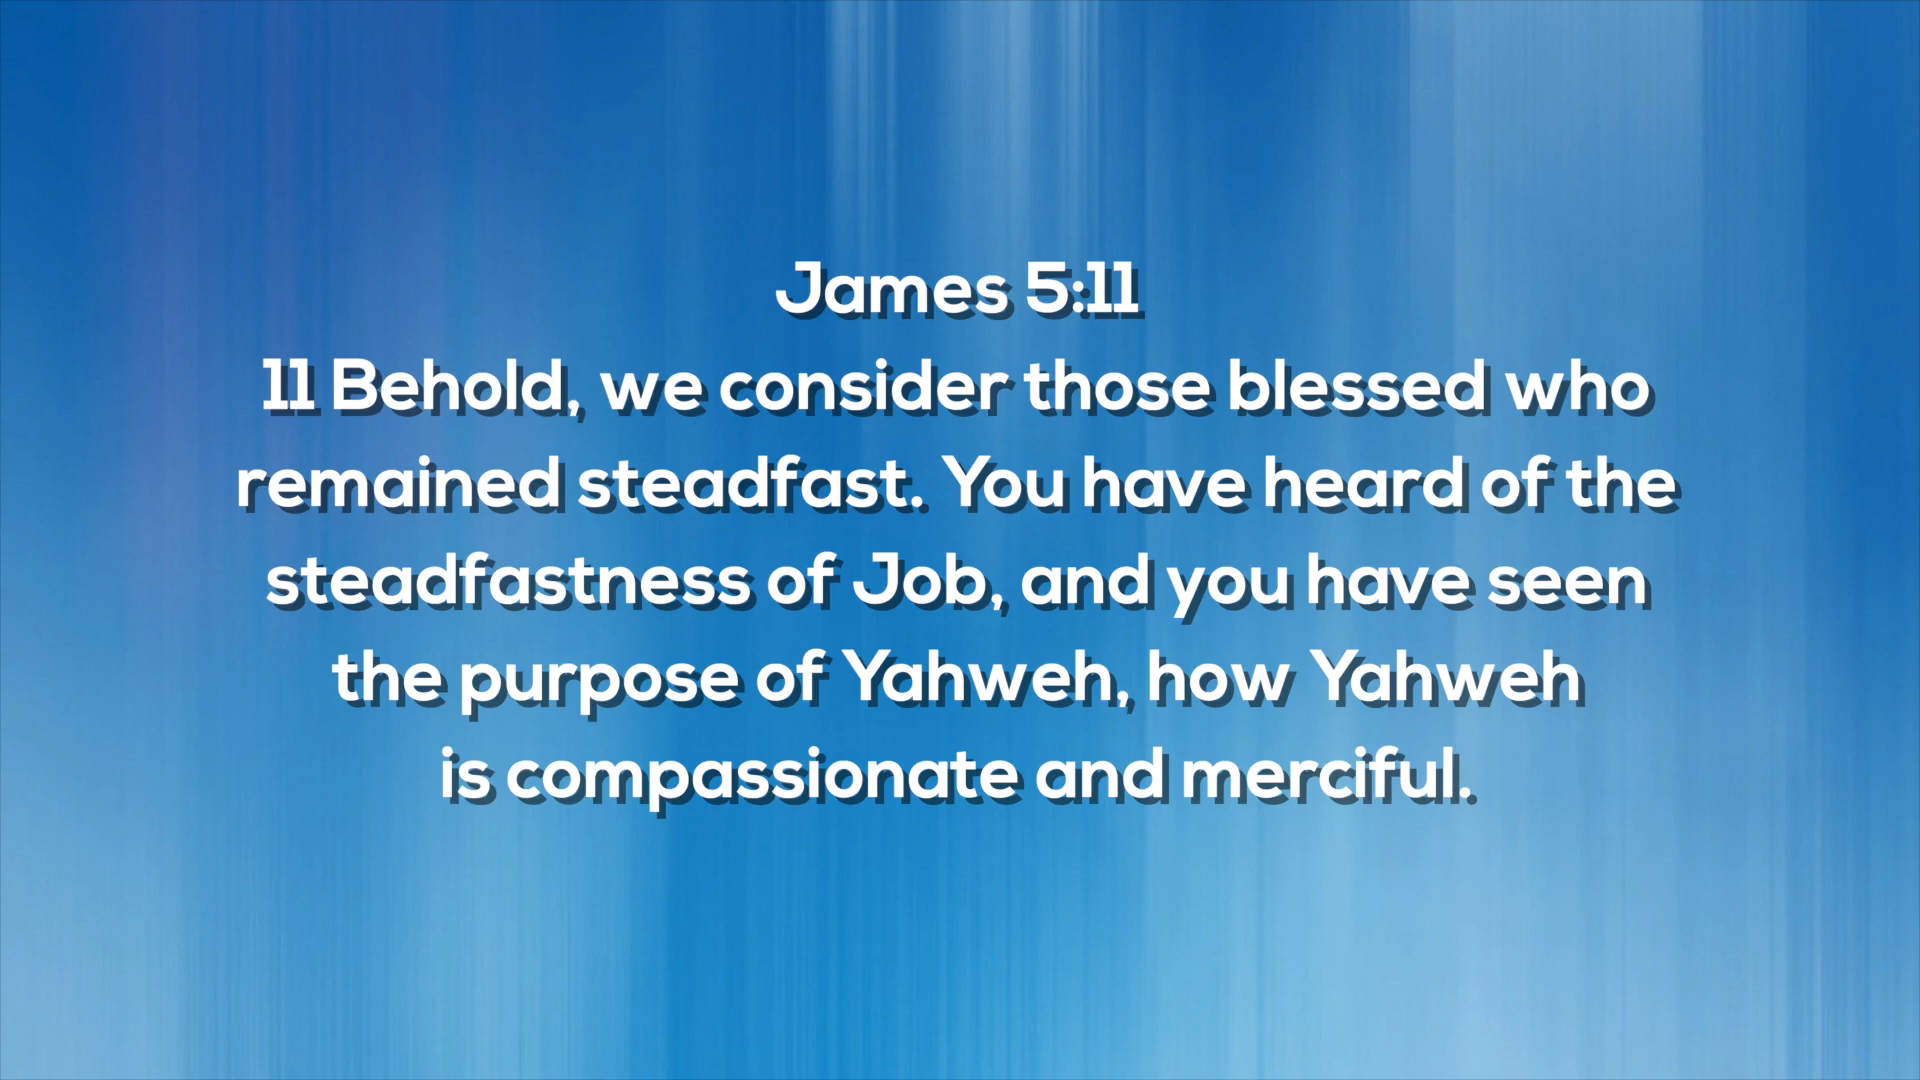 James 5:11
11 Behold, we consider those blessed who
remained steadfast. You have heard of the
steadfastness of Job, and you have seen
the purpose of Yahweh, how Yahweh
is compassionate and merciful.